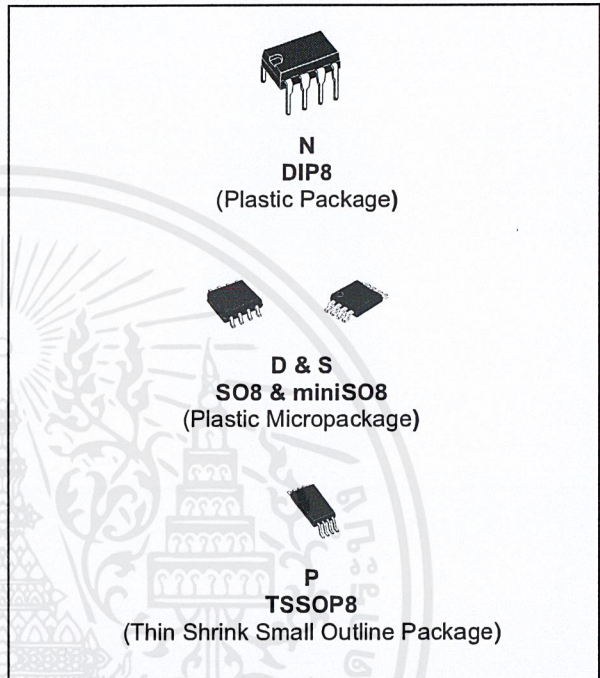 N
DIP8
(Plastic Package)
D & S
SO8 & miniSO8
(Plastic Micropackage)
P
TSSOP8
(Thin Shrink Small Outline Package)